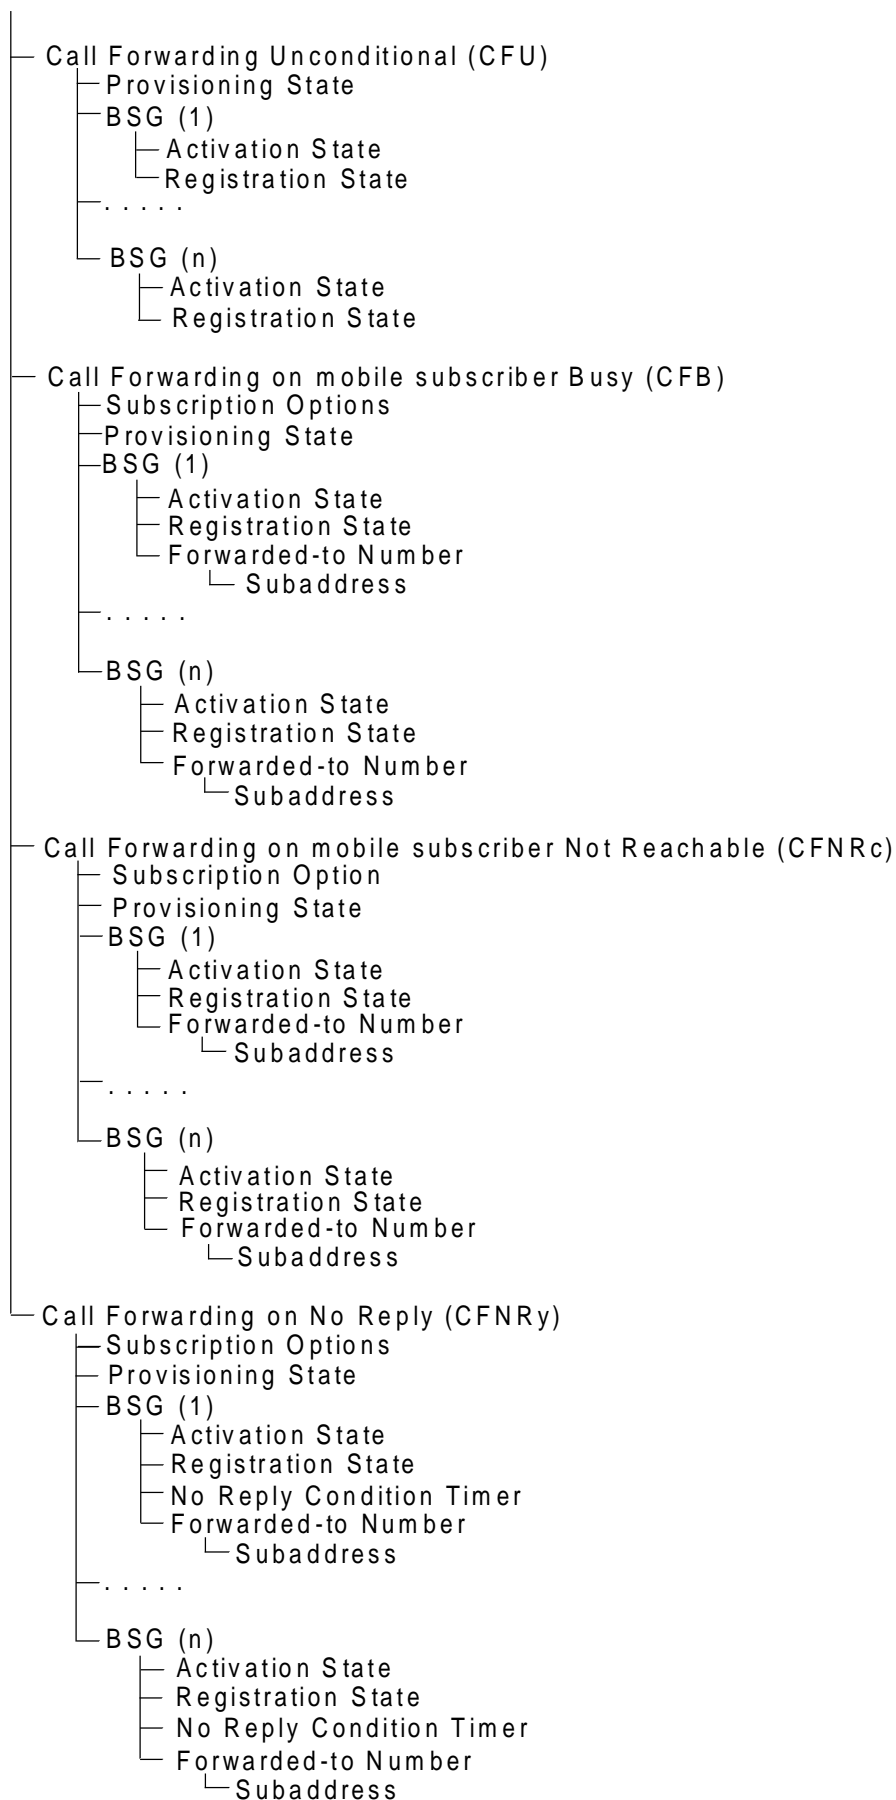 Call Forwarding Unconditional (CFU)
Provisioning State
BSG (1)
Activation State
Registration State
. . . . .
BSG (n)
Activation State
Registration State
Call Forwarding on mobile subscriber Busy (CFB)
Subscription Options
Provisioning State
BSG (1)
Activation State
Registration State
Forwarded-to Number
Subaddress
. . . . .
BSG (n)
Activation State
Registration State
Forwarded-to Number
Subaddress
Call Forwarding on mobile subscriber Not Reachable (CFNRc)
Subscription Option
Provisioning State
BSG (1)
Activation State
Registration State
Forwarded-to Number
Subaddress
. . . . .
BSG (n)
Activation State
Registration State
Forwarded-to Number
Subaddress
Call Forwarding on No Reply (CFNRy)
Subscription Options
Provisioning State
BSG (1)
Activation State
Registration State
No Reply Condition Timer
Forwarded-to Number
Subaddress
. . . . .
BSG (n)
Activation State
Registration State
No Reply Condition Timer
Forwarded-to Number
Subaddress